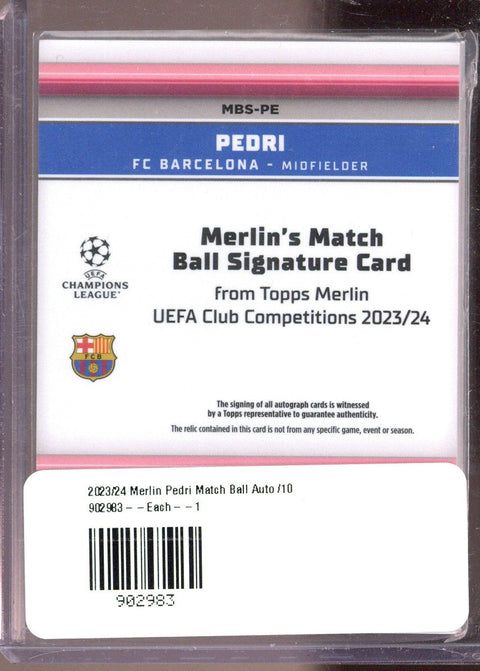 MBS-PE
PEDRI
FC BARCELONA - MIDFIELDER
Merlin's Match
Ball Signature Card
from Topps Merlin
UEFA Club Competitions 2023/24
UEFA
CHAMPIONS
LEAGUE
FCB
The signing of all autograph cards is witnessed
by a Topps representative to guarantee authenticity.
The relic contained in this card is not from any specific game, event or season.
2023/24 Merlin Pedri Match Ball Auto /10
902983 - - Each - - 1
902983